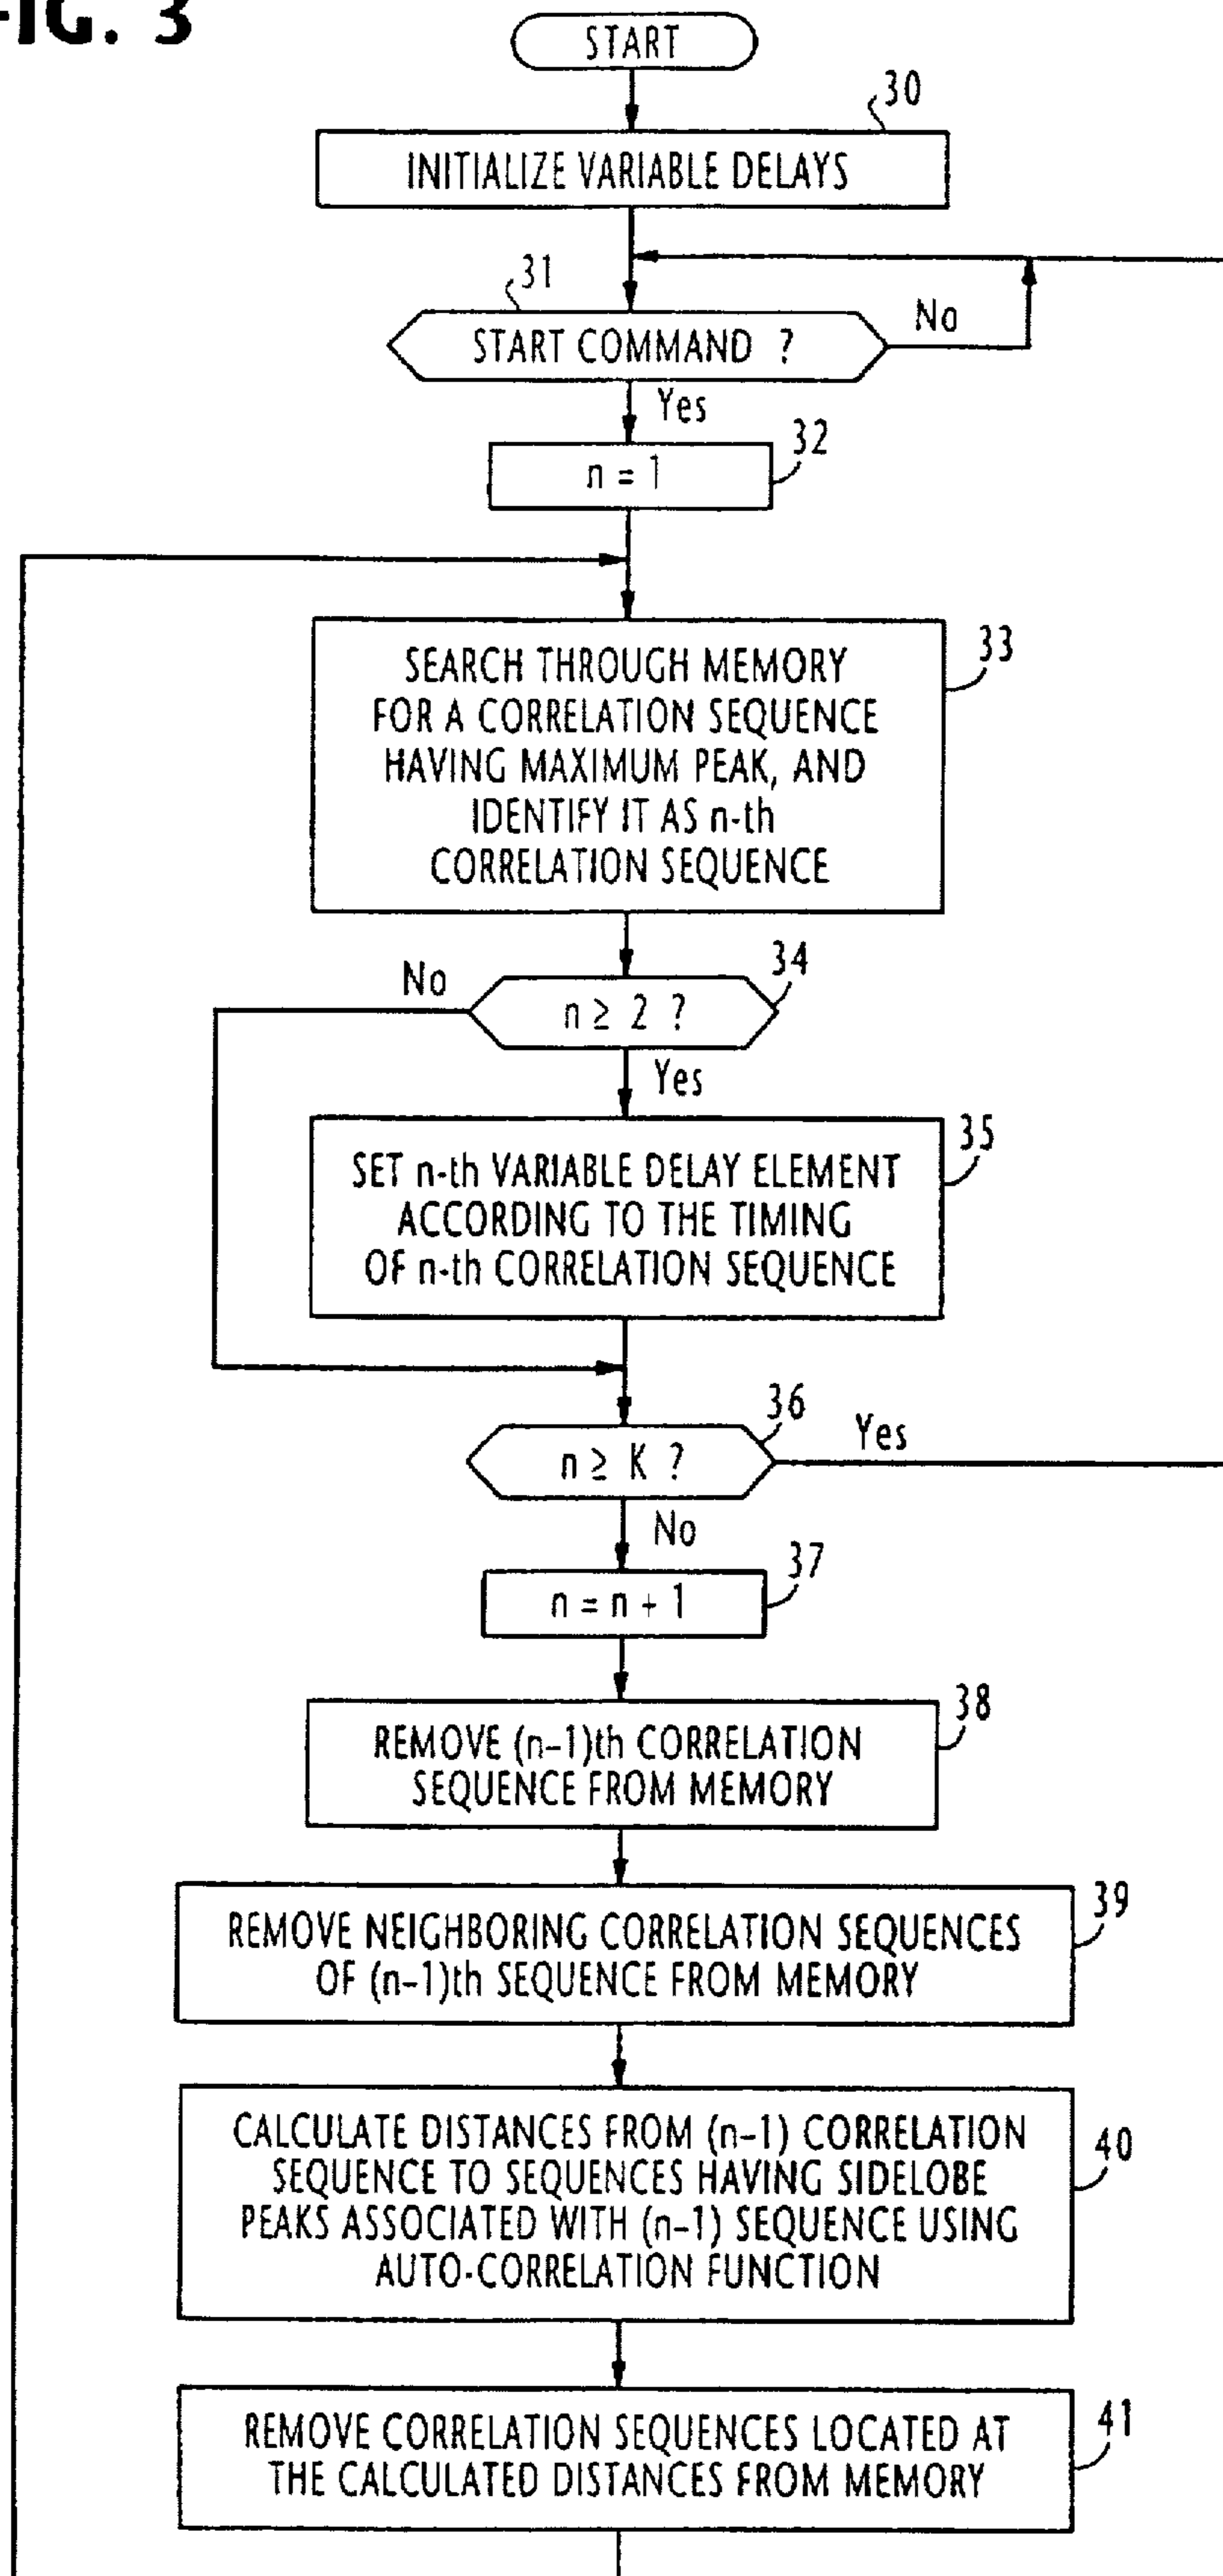 FIG. 3
START
30
INITIALIZE VARIABLE DELAYS
31
START COMMAND ?
No
Yes
32
n = 1
33
SEARCH THROUGH MEMORY
FOR A CORRELATION SEQUENCE
HAVING MAXIMUM PEAK, AND
IDENTIFY IT AS n-th
CORRELATION SEQUENCE
34
No
n ≥ 2 ?
Yes
35
SET n-th VARIABLE DELAY ELEMENT
ACCORDING TO THE TIMING
OF n-th CORRELATION SEQUENCE
36
Yes
n ≥ K ?
No
37
n = n + 1
38
REMOVE (n-1)th CORRELATION
SEQUENCE FROM MEMORY
39
REMOVE NEIGHBORING CORRELATION SEQUENCES
OF (n-1)th SEQUENCE FROM MEMORY
40
CALCULATE DISTANCES FROM (n-1) CORRELATION
SEQUENCE TO SEQUENCES HAVING SIDELOBE
PEAKS ASSOCIATED WITH (n-1) SEQUENCE USING
AUTO-CORRELATION FUNCTION
41
REMOVE CORRELATION SEQUENCES LOCATED AT
THE CALCULATED DISTANCES FROM MEMORY